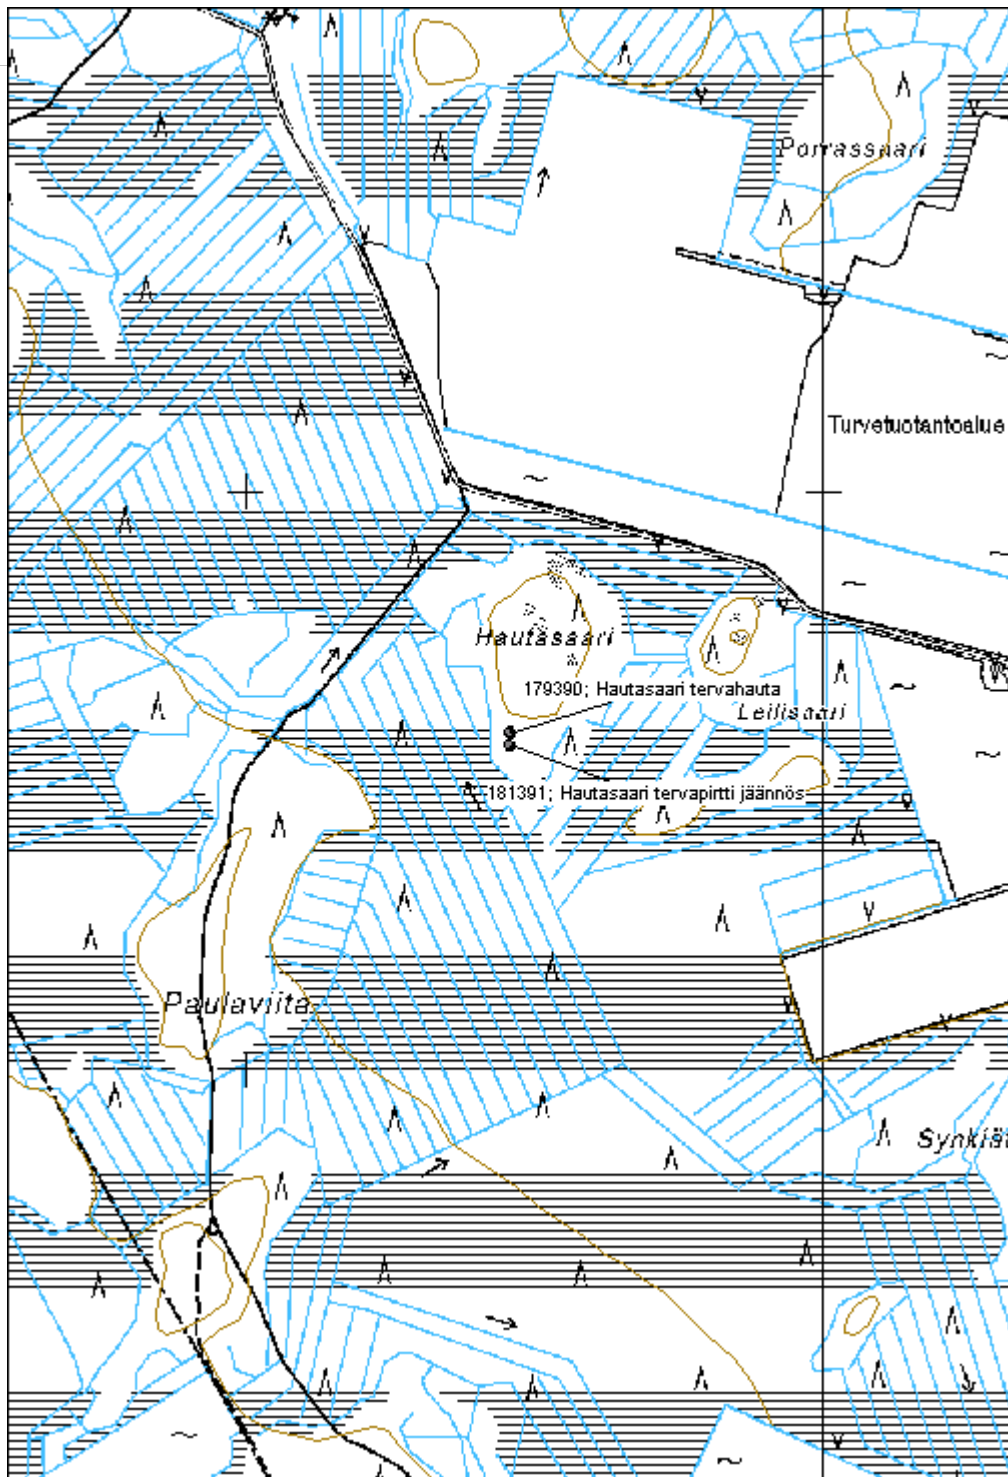 Porrassaari
Turvetuotantoalue
Hautasaari
179390; Hautasaari tervahauta
Leilisaari
181391; Hautasaari tervapirtti jäännös
Paulaviita